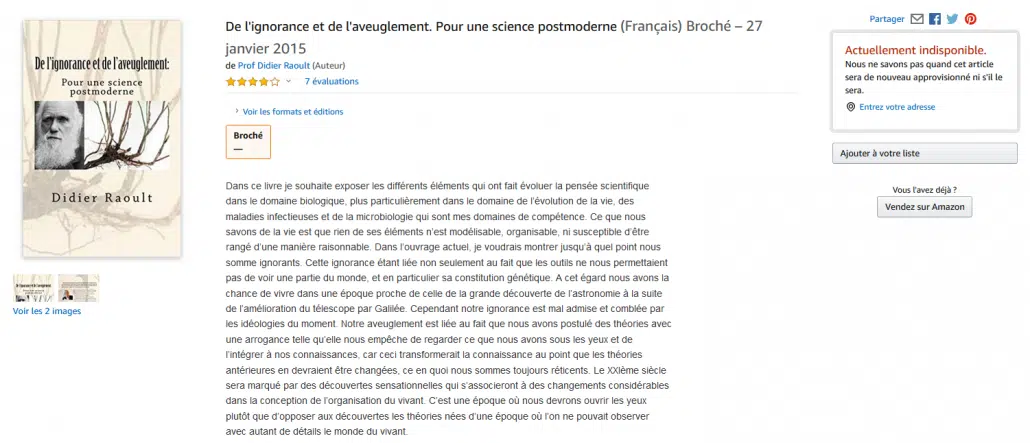 De l'ignorance et de l'aveuglement:
Pour une science
postmoderne
Didier Raoult
Voir les 2 images
De l'ignorance et de l'aveuglement. Pour une science postmoderne (Français) Broché – 27
janvier 2015
de Prof Didier Raoult (Auteur)
7 évaluations
Voir les formats et éditions
Broché
—
Dans ce livre je souhaite exposer les différents éléments qui ont fait évoluer la pensée scientifique
dans le domaine biologique, plus particulièrement dans le domaine de l'évolution de la vie, des
maladies infectieuses et de la microbiologie qui sont mes domaines de compétence. Ce que nous
savons de la vie est que rien de ses éléments n'est modélisable, organisable, ni susceptible d'être
rangé d'une manière raisonnable. Dans l'ouvrage actuel, je voudrais montrer jusqu'à quel point nous
somme ignorants. Cette ignorance étant liée non seulement au fait que les outils ne nous permettaient
pas de voir une partie du monde, et en particulier sa constitution génétique. A cet égard nous avons la
chance de vivre dans une époque proche de celle de la grande découverte de l'astronomie à la suite
de l'amélioration du télescope par Galilée. Cependant notre ignorance est mal admise et comblée par
les idéologies du moment. Notre aveuglement est liée au fait que nous avons postulé des théories avec
une arrogance telle qu'elle nous empêche de regarder ce que nous avons sous les yeux et de
l'intégrer à nos connaissances, car ceci transformerait la connaissance au point que les théories
antérieures en devraient être changées, ce en quoi nous sommes toujours réticents. Le XXIème siècle
sera marqué par des découvertes sensationnelles qui s'associeront à des changements considérables
dans la conception de l'organisation du vivant. C'est une époque où nous devrons ouvrir les yeux
plutôt que d'opposer aux découvertes les théories nées d'une époque où l'on ne pouvait observer
avec autant de détails le monde du vivant.
Partager
Actuellement indisponible.
Nous ne savons pas quand cet article
sera de nouveau approvisionné ni s'il le
sera.
Entrez votre adresse
Ajouter à votre liste
Vous l'avez déjà ?
Vendez sur Amazon